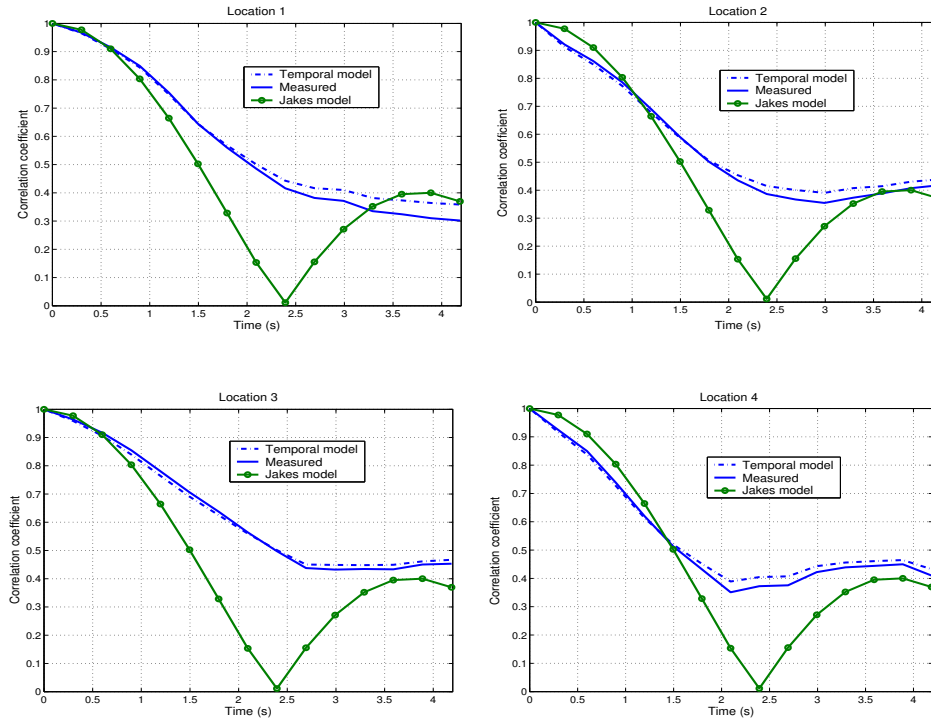 Location 1
Correlation coefficient
1
0.9
0.8
0.7
0.6
0.5
0.4
0.3
0.2
0.1
0
Temporal model
Measured
Jakes model
0 0.5 1 1.5 2 2.5 3 3.5 4
Time (s)
Location 2
Correlation coefficient
1
0.9
0.8
0.7
0.6
0.5
0.4
0.3
0.2
0.1
0
Temporal model
Measured
Jakes model
0 0.5 1 1.5 2 2.5 3 3.5 4
Time (s)
Location 3
Correlation coefficient
1
0.9
0.8
0.7
0.6
0.5
0.4
0.3
0.2
0.1
0
Temporal model
Measured
Jakes model
0 0.5 1 1.5 2 2.5 3 3.5 4
Time (s)
Location 4
Correlation coefficient
1
0.9
0.8
0.7
0.6
0.5
0.4
0.3
0.2
0.1
0
Temporal model
Measured
Jakes model
0 0.5 1 1.5 2 2.5 3 3.5 4
Time (s)